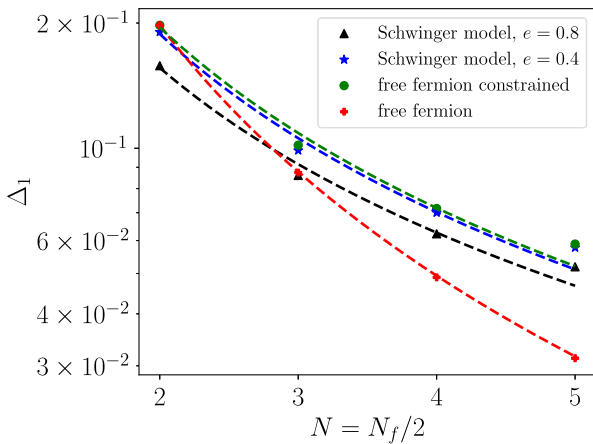 2 × 10⁻¹
10⁻¹
6 × 10⁻²
4 × 10⁻²
3 × 10⁻²
Δ₁
Schwinger model, e = 0.8
Schwinger model, e = 0.4
free fermion constrained
free fermion
2 3 4 5
N = N_f/2